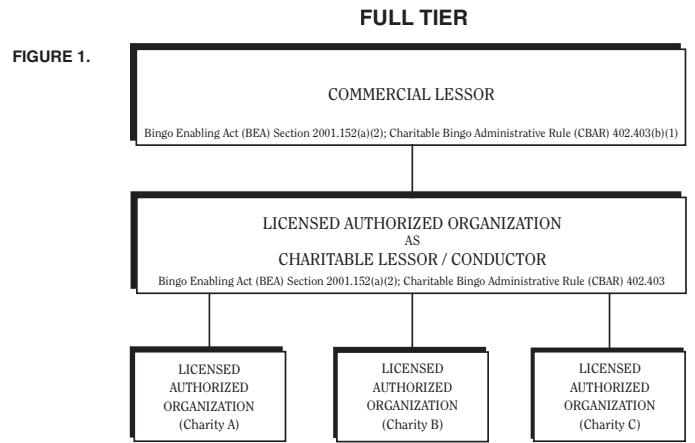 FULL TIER
FIGURE 1.
COMMERCIAL LESSOR
Bingo Enabling Act (BEA) Section 2001.152(a)(2); Charitable Bingo Administrative Rule (CBAR) 402.403(b)(1)
LICENSED AUTHORIZED ORGANIZATION
AS
CHARITABLE LESSOR / CONDUCTOR
Bingo Enabling Act (BEA) Section 2001.152(a)(2); Charitable Bingo Administrative Rule (CBAR) 402.403
LICENSED
AUTHORIZED
ORGANIZATION
(Charity A)
LICENSED
AUTHORIZED
ORGANIZATION
(Charity B)
LICENSED
AUTHORIZED
ORGANIZATION
(Charity C)